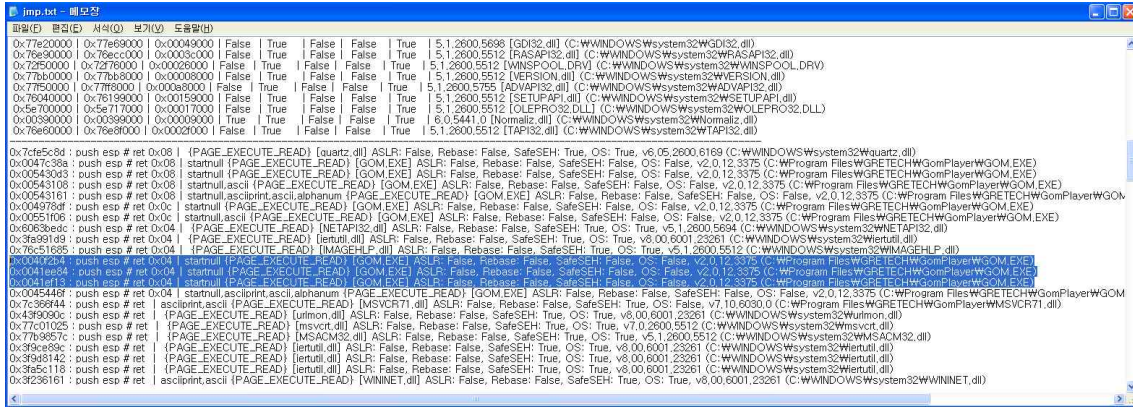 jmp.txt - 메모장
파일(F) 편집(E) 서식(O) 보기(V) 도움말(H)
0x77e20000 | 0x77e69000 | 0x00049000 | False | True | False | False | True | 5.1.2600.5698 [GDI32.dll] (C:₩WINDOWS₩system32₩GDI32.dll)
0x76e90000 | 0x76ecc000 | 0x0003c000 | False | True | False | False | True | 5.1.2600.5512 [RASAPI32.dll] (C:₩WINDOWS₩system32₩RASAPI32.dll)
0x72f50000 | 0x72f76000 | 0x00026000 | False | True | False | False | True | 5.1.2600.5512 [WINSPOOL.DRV] (C:₩WINDOWS₩system32₩WINSPOOL.DRV)
0x77bb0000 | 0x77bb8000 | 0x00008000 | False | True | False | False | True | 5.1.2600.5512 [VERSION.dll] (C:₩WINDOWS₩system32₩VERSION.dll)
0x77f50000 | 0x77ff8000 | 0x000a8000 | False | True | False | False | True | 5.1.2600.5755 [ADVAPI32.dll] (C:₩WINDOWS₩system32₩ADVAPI32.dll)
0x76040000 | 0x76199000 | 0x00159000 | False | True | False | False | True | 5.1.2600.5512 [SETUPAPI.dll] (C:₩WINDOWS₩system32₩SETUPAPI.dll)
0x5e700000 | 0x5e717000 | 0x00017000 | False | True | False | False | True | 5.1.2600.5512 [OLEPRO32.DLL] (C:₩WINDOWS₩system32₩OLEPRO32.DLL)
0x00390000 | 0x00399000 | 0x00009000 | True | True | False | False | True | 6.0.5441.0 [Normaliz.dll] (C:₩WINDOWS₩system32₩Normaliz.dll)
0x76e60000 | 0x76e8f000 | 0x0002f000 | False | True | False | False | True | 5.1.2600.5512 [TAPI32.dll] (C:₩WINDOWS₩system32₩TAPI32.dll)
0x7cfe5c8d : push esp # ret 0x08 | {PAGE_EXECUTE_READ} [quartz.dll] ASLR: False, Rebase: False, SafeSEH: True, OS: True, v6.05.2600.6169 (C:₩WINDOWS₩system32₩quartz.dll)
0x0047c38a : push esp # ret 0x08 | startnull {PAGE_EXECUTE_READ} [GOM.EXE] ASLR: False, Rebase: False, SafeSEH: False, OS: False, v2.0.12.3375 (C:₩Program Files₩GRETECH₩GomPlayer₩GOM.EXE)
0x005430d3 : push esp # ret 0x08 | startnull {PAGE_EXECUTE_READ} [GOM.EXE] ASLR: False, Rebase: False, SafeSEH: False, OS: False, v2.0.12.3375 (C:₩Program Files₩GRETECH₩GomPlayer₩GOM.EXE)
0x00543108 : push esp # ret 0x08 | startnull,ascii {PAGE_EXECUTE_READ} [GOM.EXE] ASLR: False, Rebase: False, SafeSEH: False, OS: False, v2.0.12.3375 (C:₩Program Files₩GRETECH₩GomPlayer₩GOM.EXE)
0x00543161 : push esp # ret 0x08 | startnull,asciiprint,ascii,alphanum {PAGE_EXECUTE_READ} [GOM.EXE] ASLR: False, Rebase: False, SafeSEH: False, OS: False, v2.0.12.3375 (C:₩Program Files₩GRETECH₩GomPlayer₩GOM
0x004978df : push esp # ret 0x0c | startnull {PAGE_EXECUTE_READ} [GOM.EXE] ASLR: False, Rebase: False, SafeSEH: False, OS: False, v2.0.12.3375 (C:₩Program Files₩GRETECH₩GomPlayer₩GOM.EXE)
0x00551f06 : push esp # ret 0x0c | startnull,ascii {PAGE_EXECUTE_READ} [GOM.EXE] ASLR: False, Rebase: False, SafeSEH: False, OS: False, v2.0.12.3375 (C:₩Program Files₩GRETECH₩GomPlayer₩GOM.EXE)
0x6063bedc : push esp # ret 0x04 | {PAGE_EXECUTE_READ} [NETAPI32.dll] ASLR: False, Rebase: False, SafeSEH: True, OS: True, v5.1.2600.5694 (C:₩WINDOWS₩system32₩NETAPI32.dll)
0x3fa991d9 : push esp # ret 0x04 | {PAGE_EXECUTE_READ} [iertutil.dll] ASLR: False, Rebase: False, SafeSEH: True, OS: True, v8.00.6001.23261 (C:₩WINDOWS₩system32₩iertutil.dll)
0x76c51685 : push esp # ret 0x04 | {PAGE_EXECUTE_READ} [IMAGEHLP.dll] ASLR: False, Rebase: False, SafeSEH: True, OS: True, v5.1.2600.5512 (C:₩WINDOWS₩system32₩IMAGEHLP.dll)
0x0040f2b4 : push esp # ret 0x04 | startnull {PAGE_EXECUTE_READ} [GOM.EXE] ASLR: False, Rebase: False, SafeSEH: False, OS: False, v2.0.12.3375 (C:₩Program Files₩GRETECH₩GomPlayer₩GOM.EXE)
0x0041ee84 : push esp # ret 0x04 | startnull {PAGE_EXECUTE_READ} [GOM.EXE] ASLR: False, Rebase: False, SafeSEH: False, OS: False, v2.0.12.3375 (C:₩Program Files₩GRETECH₩GomPlayer₩GOM.EXE)
0x0041ef13 : push esp # ret 0x04 | startnull {PAGE_EXECUTE_READ} [GOM.EXE] ASLR: False, Rebase: False, SafeSEH: False, OS: False, v2.0.12.3375 (C:₩Program Files₩GRETECH₩GomPlayer₩GOM.EXE)
0x0045446f : push esp # ret 0x04 | startnull,asciiprint,ascii,alphanum {PAGE_EXECUTE_READ} [GOM.EXE] ASLR: False, Rebase: False, SafeSEH: False, OS: False, v2.0.12.3375 (C:₩Program Files₩GRETECH₩GomPlayer₩GOM
0x7c366f44 : push esp # ret | asciiprint,ascii {PAGE_EXECUTE_READ} [MSVCR71.dll] ASLR: False, Rebase: False, SafeSEH: True, OS: False, v7.10.6030.0 (C:₩Program Files₩GRETECH₩GomPlayer₩MSVCR71.dll)
0x43f9090c : push esp # ret | {PAGE_EXECUTE_READ} [urlmon.dll] ASLR: False, Rebase: False, SafeSEH: True, OS: True, v8.00.6001.23261 (C:₩WINDOWS₩system32₩urlmon.dll)
0x77c01025 : push esp # ret | {PAGE_EXECUTE_READ} [msvcrt.dll] ASLR: False, Rebase: False, SafeSEH: True, OS: True, v7.0.2600.5512 (C:₩WINDOWS₩system32₩msvcrt.dll)
0x77b9857c : push esp # ret | {PAGE_EXECUTE_READ} [MSACM32.dll] ASLR: False, Rebase: False, SafeSEH: True, OS: True, v5.1.2600.5512 (C:₩WINDOWS₩system32₩MSACM32.dll)
0x3f9ce89c : push esp # ret | {PAGE_EXECUTE_READ} [iertutil.dll] ASLR: False, Rebase: False, SafeSEH: True, OS: True, v8.00.6001.23261 (C:₩WINDOWS₩system32₩iertutil.dll)
0x3f9d8142 : push esp # ret | {PAGE_EXECUTE_READ} [iertutil.dll] ASLR: False, Rebase: False, SafeSEH: True, OS: True, v8.00.6001.23261 (C:₩WINDOWS₩system32₩iertutil.dll)
0x3fa5c118 : push esp # ret | {PAGE_EXECUTE_READ} [iertutil.dll] ASLR: False, Rebase: False, SafeSEH: True, OS: True, v8.00.6001.23261 (C:₩WINDOWS₩system32₩iertutil.dll)
0x3f236161 : push esp # ret | asciiprint,ascii {PAGE_EXECUTE_READ} [WININET.dll] ASLR: False, Rebase: False, SafeSEH: True, OS: True, v8.00.6001.23261 (C:₩WINDOWS₩system32₩WININET.dll)